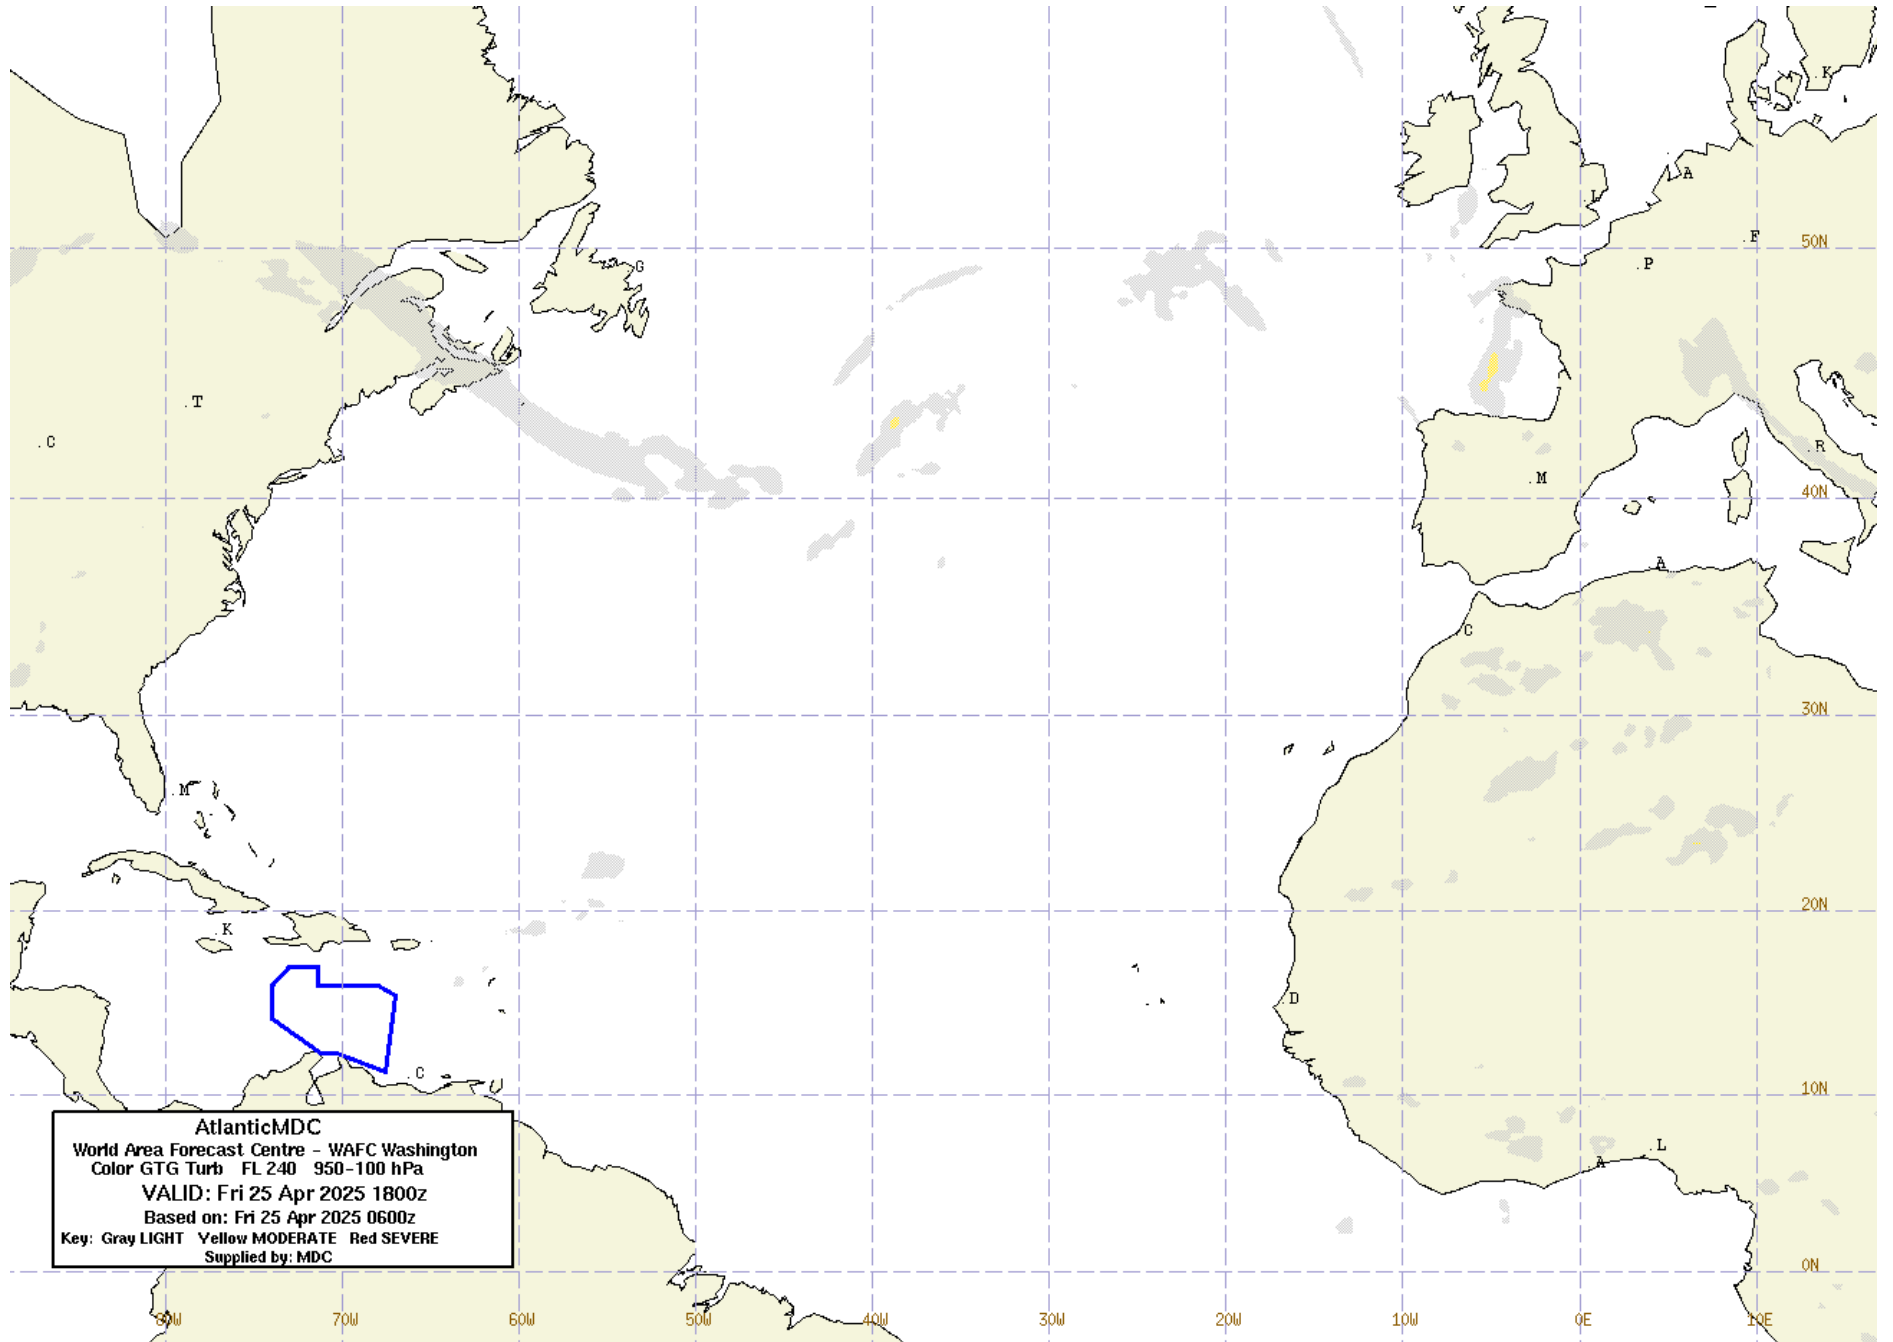 K
A
L
F
50N
G
P
T
C
R
M
40N
A
C
30N
M
20N
K
D
C
10N
L
A
AtlanticMDC
World Area Forecast Centre - WAFC Washington
Color GTG Turb FL 240 950-100 hPa
VALID: Fri 25 Apr 2025 1800z
Based on: Fri 25 Apr 2025 0600z
Key: Gray LIGHT Yellow MODERATE Red SEVERE
Supplied by: MDC
0N
80W 70W 60W 50W 40W 30W 20W 10W 0E 10E